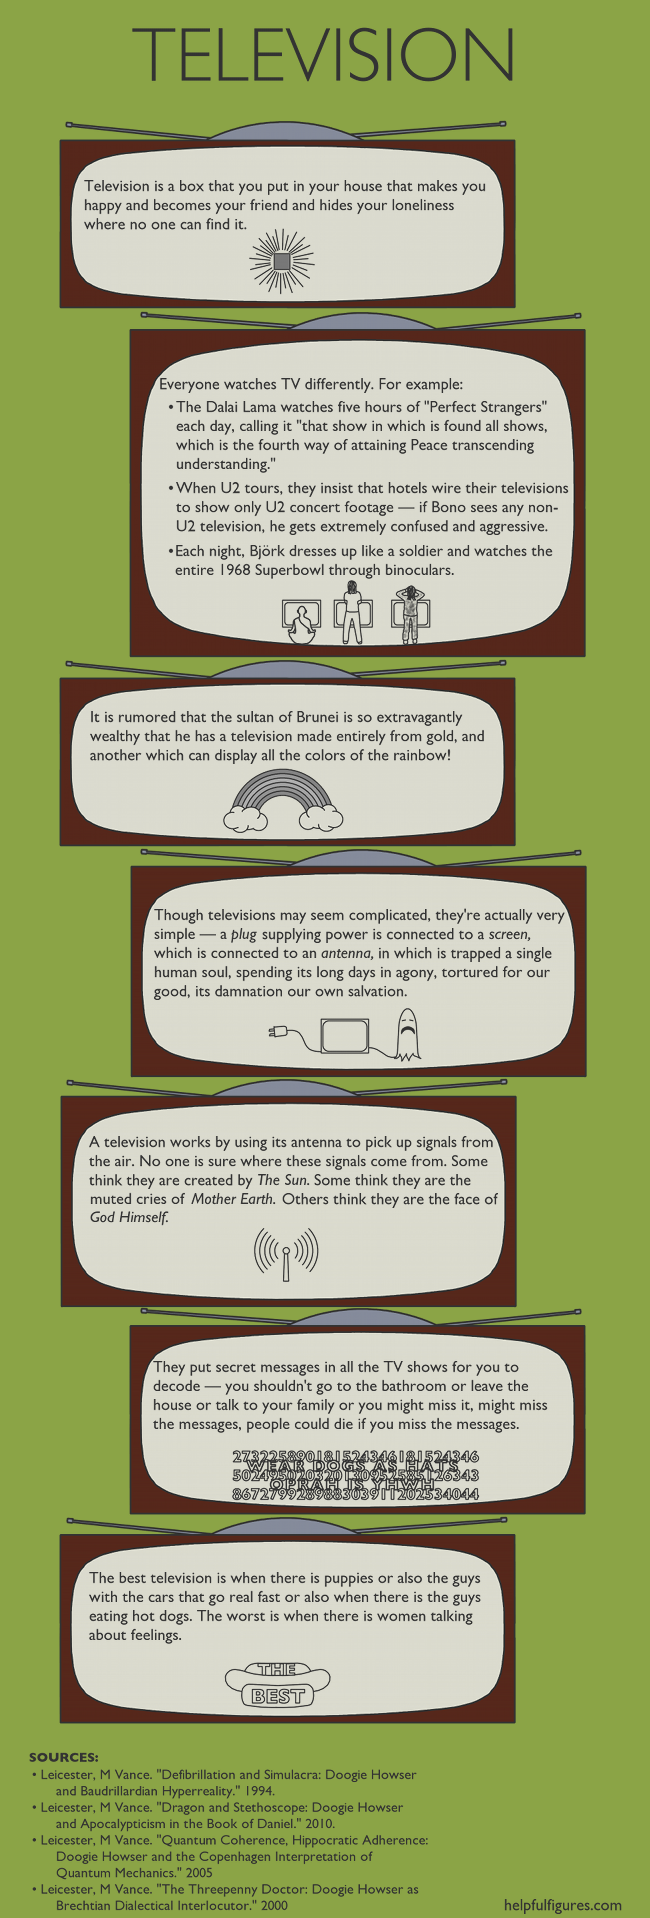 TELEVISION
Television is a box that you put in your house that makes you
happy and becomes your friend and hides your loneliness
where no one can find it.
Everyone watches TV differently. For example:
• The Dalai Lama watches five hours of "Perfect Strangers"
each day, calling it "that show in which is found all shows,
which is the fourth way of attaining Peace transcending
understanding."
• When U2 tours, they insist that hotels wire their televisions
to show only U2 concert footage — if Bono sees any non-
U2 television, he gets extremely confused and aggressive.
• Each night, Björk dresses up like a soldier and watches the
entire 1968 Superbowl through binoculars.
It is rumored that the sultan of Brunei is so extravagantly
wealthy that he has a television made entirely from gold, and
another which can display all the colors of the rainbow!
Though televisions may seem complicated, they're actually very
simple — a plug supplying power is connected to a screen,
which is connected to an antenna, in which is trapped a single
human soul, spending its long days in agony, tortured for our
good, its damnation our own salvation.
A television works by using its antenna to pick up signals from
the air. No one is sure where these signals come from. Some
think they are created by The Sun. Some think they are the
muted cries of Mother Earth. Others think they are the face of
God Himself.
They put secret messages in all the TV shows for you to
decode — you shouldn't go to the bathroom or leave the
house or talk to your family or you might miss it, might miss
the messages, people could die if you miss the messages.
WEAR DOGS AS HATS
OPRAH IS YHWH
The best television is when there is puppies or also the guys
with the cars that go real fast or also when there is the guys
eating hot dogs. The worst is when there is women talking
about feelings.
THE
BEST
SOURCES:
• Leicester, M Vance. "Defibrillation and Simulacra: Doogie Howser
and Baudrillardian Hyperreality." 1994.
• Leicester, M Vance. "Dragon and Stethoscope: Doogie Howser
and Apocalypticism in the Book of Daniel." 2010.
• Leicester, M Vance. "Quantum Coherence, Hippocratic Adherence:
Doogie Howser and the Copenhagen Interpretation of
Quantum Mechanics." 2005
• Leicester, M Vance. "The Threepenny Doctor: Doogie Howser as
Brechtian Dialectical Interlocutor." 2000
helpfulfigures.com